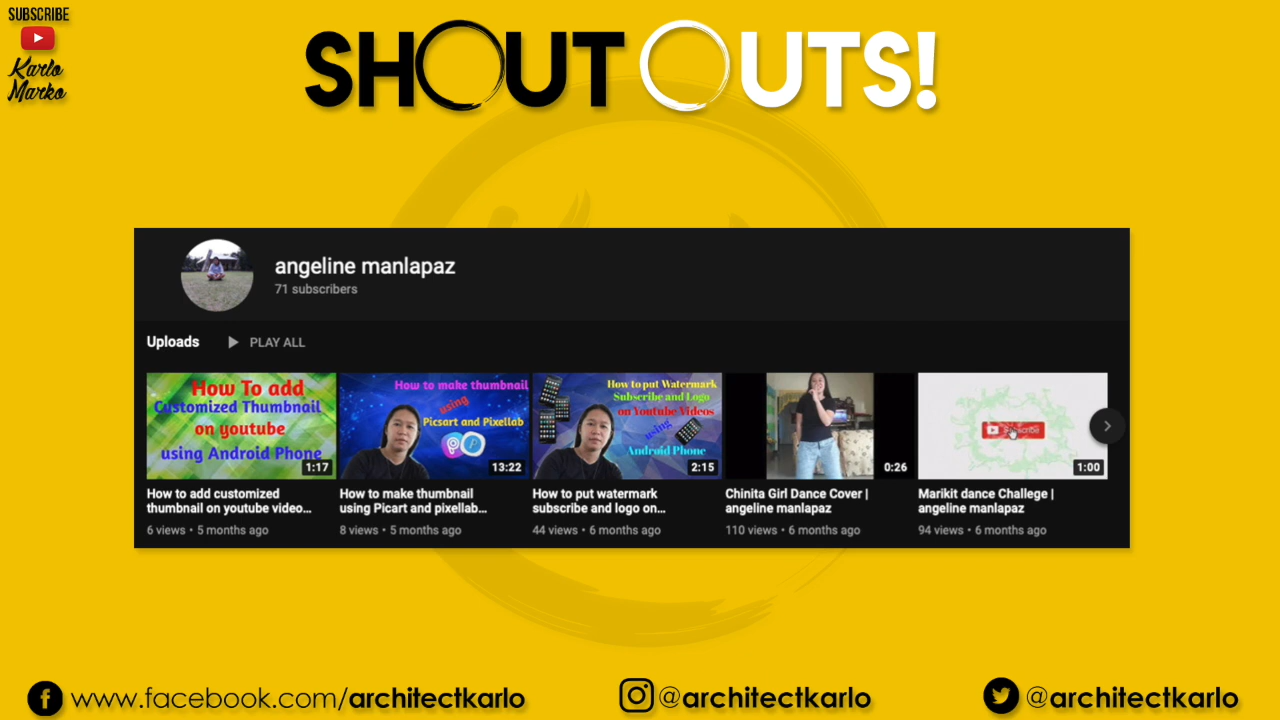 SUBSCRIBE
Karlo
Marko
SHOUT OUTS!
angeline manlapaz
71 subscribers
Uploads
PLAY ALL
How To add
Customized Thumbnail
on youtube
using Android Phone
1:17
How to make thumbnail
using
Picsart and Pixellab
13:22
How to put Watermark
Subscribe and Logo
on Youtube Videos
using
Android Phone
2:15
0:26
Subscribe
1:00
How to add customized
thumbnail on youtube video...
6 views • 5 months ago
How to make thumbnail
using Picart and pixellab...
8 views • 5 months ago
How to put watermark
subscribe and logo on...
44 views • 6 months ago
Chinita Girl Dance Cover |
angeline manlapaz
110 views • 6 months ago
Marikit dance Challege |
angeline manlapaz
94 views • 6 months ago
www.facebook.com/architectkarlo
@architectkarlo
@architectkarlo